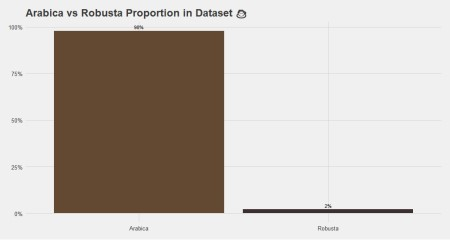 Arabica vs Robusta Proportion in Dataset
100%
98%
75%
50%
25%
2%
0%
Arabica
Robusta